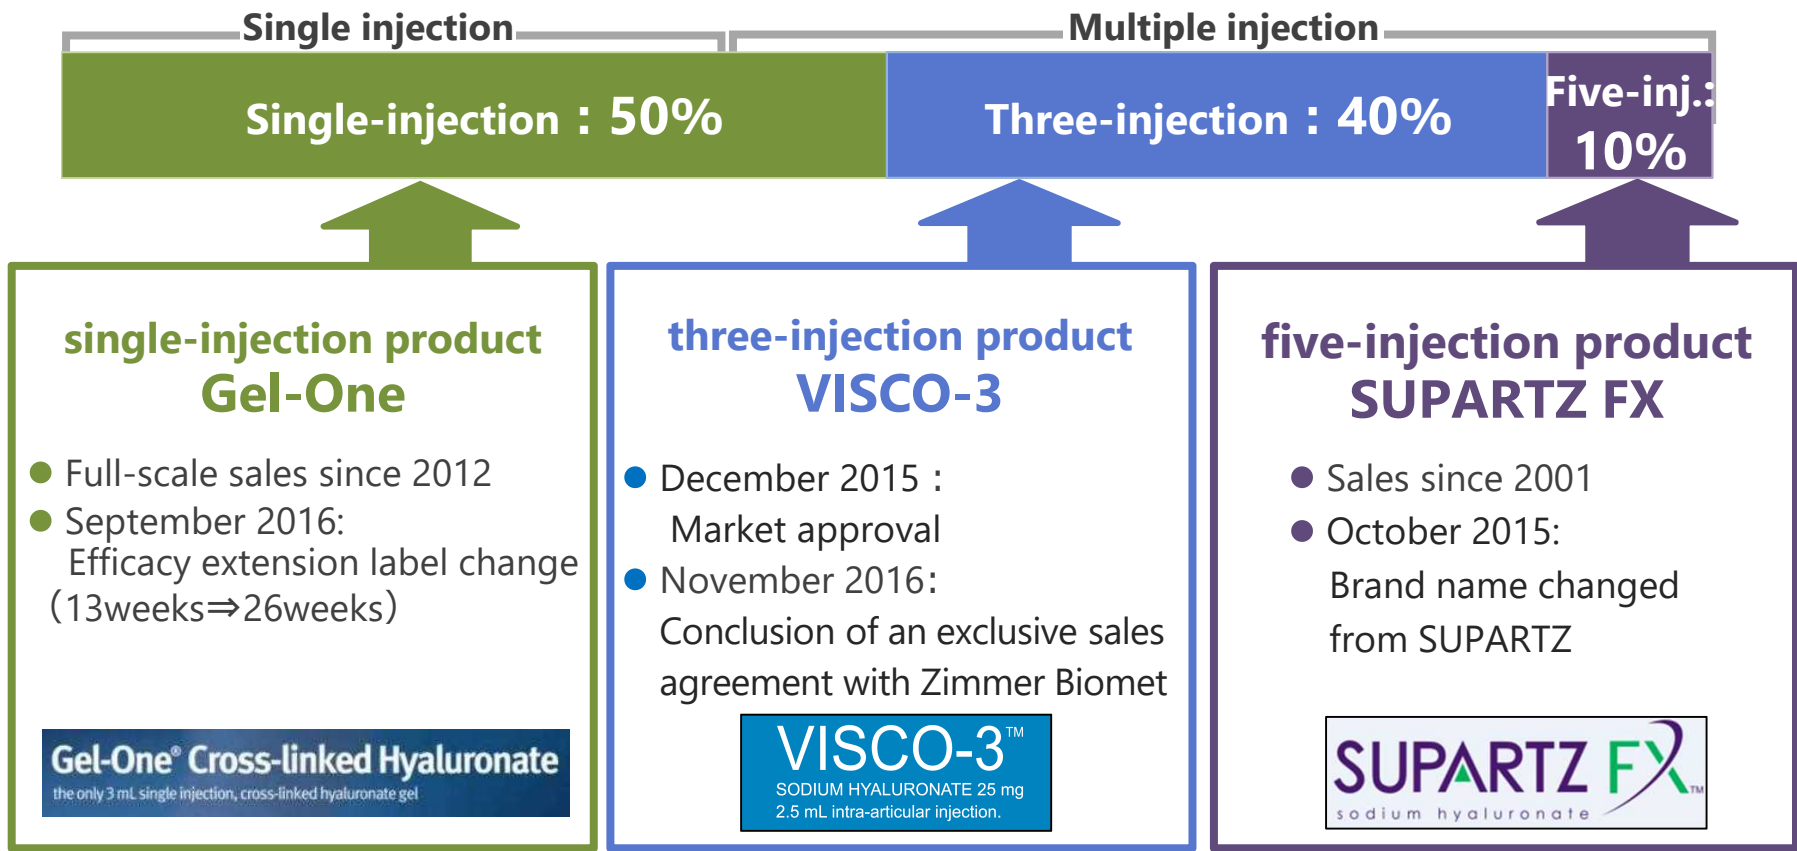 Single injection
Multiple injection
Single-injection：50%
Three-injection：40%
Five-inj.:
10%
single-injection product
Gel-One
● Full-scale sales since 2012
● September 2016:
Efficacy extension label change
（13weeks⇒26weeks）
Gel-One® Cross-linked Hyaluronate
the only 3 mL single injection, cross-linked hyaluronate gel
three-injection product
VISCO-3
● December 2015：
Market approval
● November 2016：
Conclusion of an exclusive sales
agreement with Zimmer Biomet
VISCO-3™
SODIUM HYALURONATE 25 mg
2.5 mL intra-articular injection.
five-injection product
SUPARTZ FX
● Sales since 2001
● October 2015:
Brand name changed
from SUPARTZ
SUPARTZ FX™
sodium hyaluronate